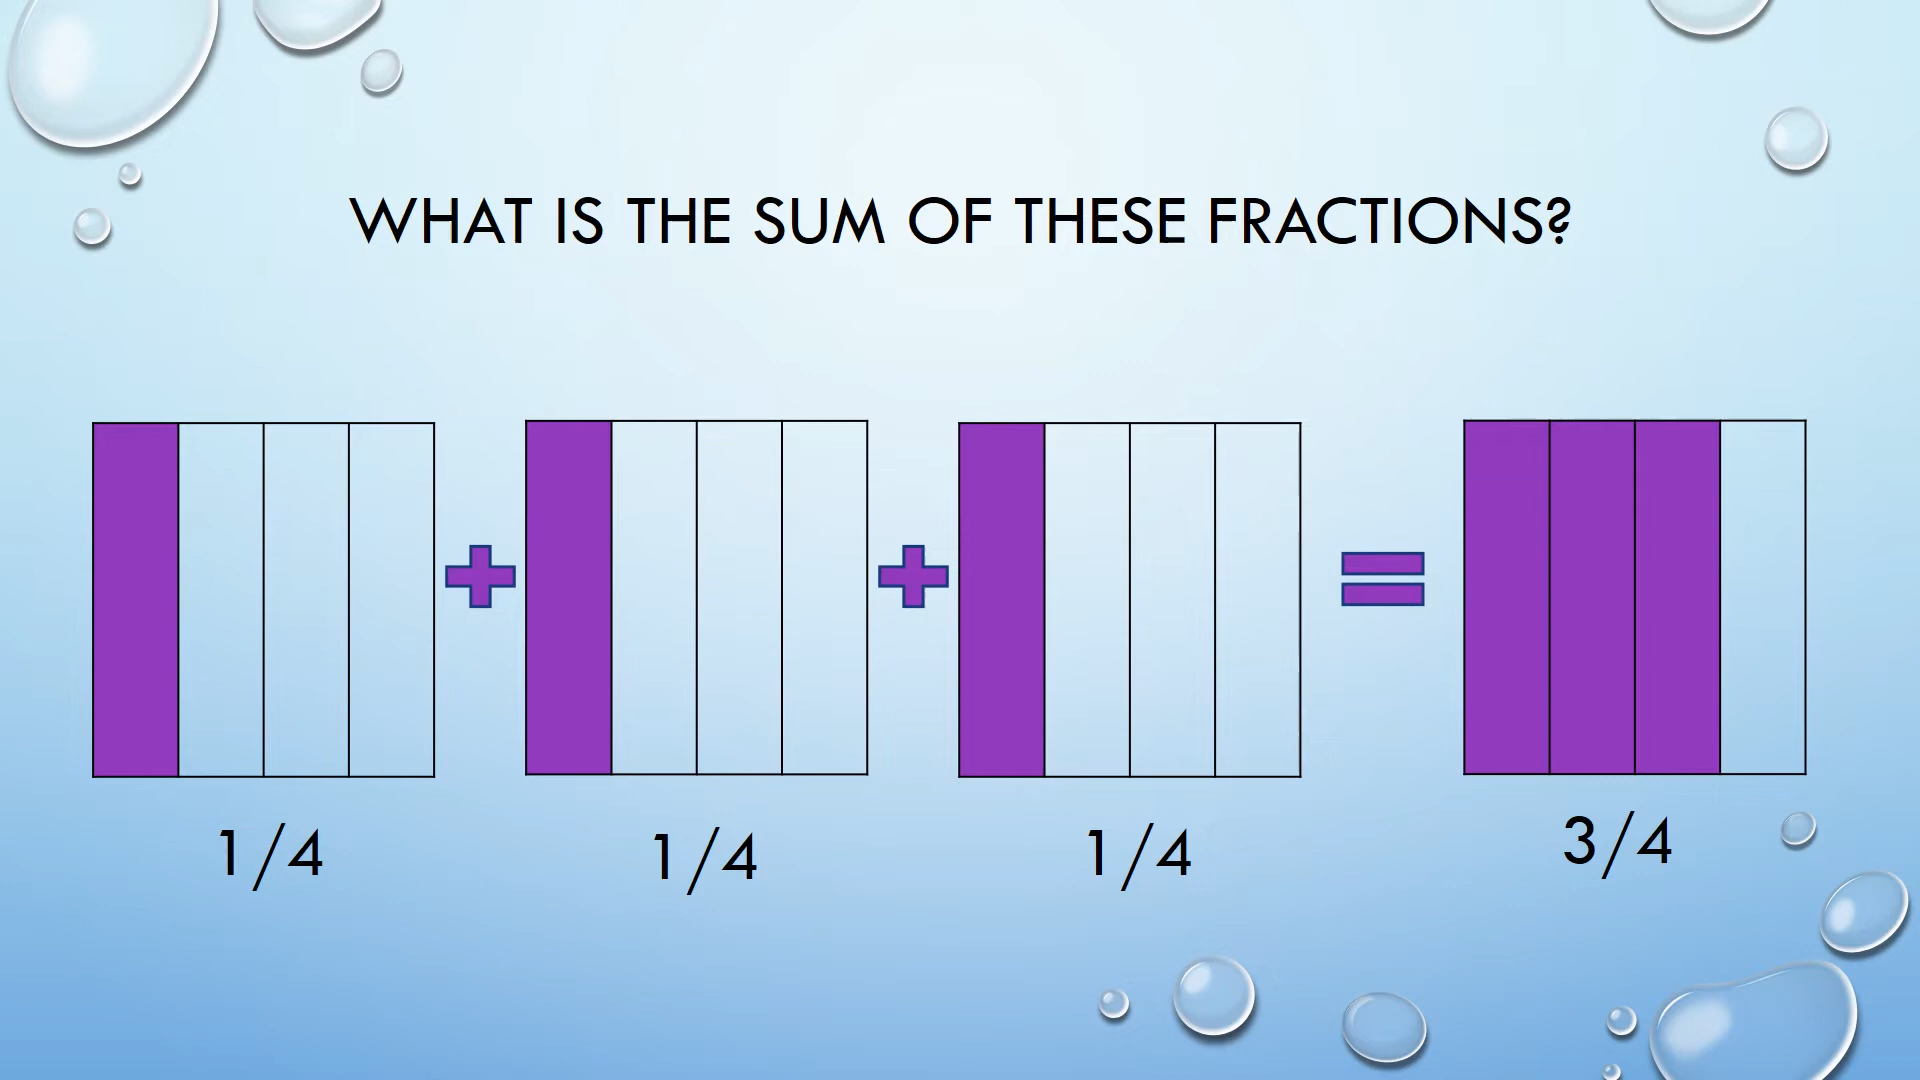 WHAT IS THE SUM OF THESE FRACTIONS?
1/4 1/4 1/4 3/4